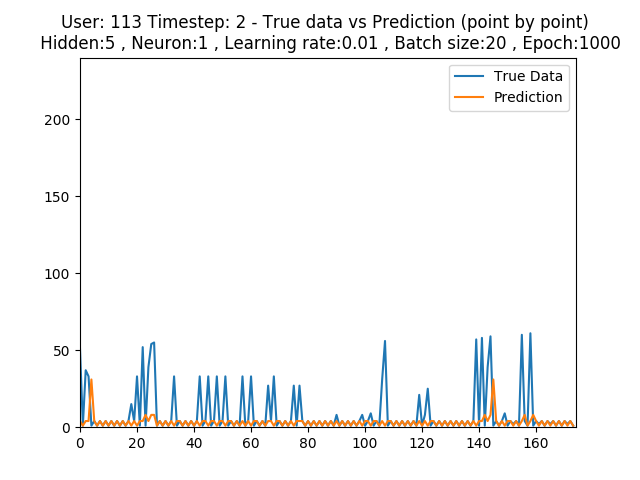 User: 113 Timestep: 2 - True data vs Prediction (point by point)
Hidden:5 , Neuron:1 , Learning rate:0.01 , Batch size:20 , Epoch:1000
True Data
Prediction
200
150
100
50
0
0 20 40 60 80 100 120 140 160